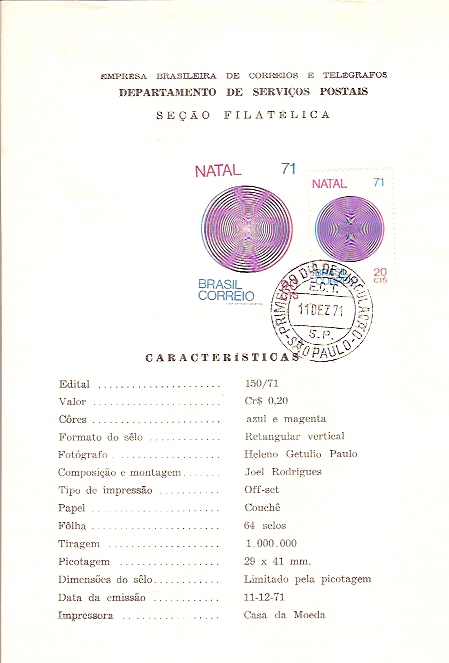 EMPRESA BRASILEIRA DE CORREIOS E TELÉGRAFOS
DEPARTAMENTO DE SERVIÇOS POSTAIS
SEÇÃO FILATÉLICA
NATAL 71
BRASIL
CORREIO
NATAL 71
BRASIL
CORREIO
20
CTS
PRIMEIRO DIA DE CIRCULAÇÃO
E.C.T.
11 DEZ 71
S.P.
SÃO PAULO
CARACTERÍSTICAS
Edital ...................... 150/71
Valor ...................... Cr$ 0,20
Côres ...................... azul e magenta
Formato do sêlo ............. Retangular vertical
Fotógrafo ................... Heleno Getulio Paulo
Composição e montagem....... Joel Rodrigues
Tipo de impressão ........... Off-set
Papel ....................... Couchê
Fôlha ....................... 64 selos
Tiragem .................... 1.000.000
Picotagem ................... 29 x 41 mm.
Dimensões do sêlo............ Limitado pela picotagem
Data da emissão ............ 11-12-71
Impressora ................. Casa da Moeda